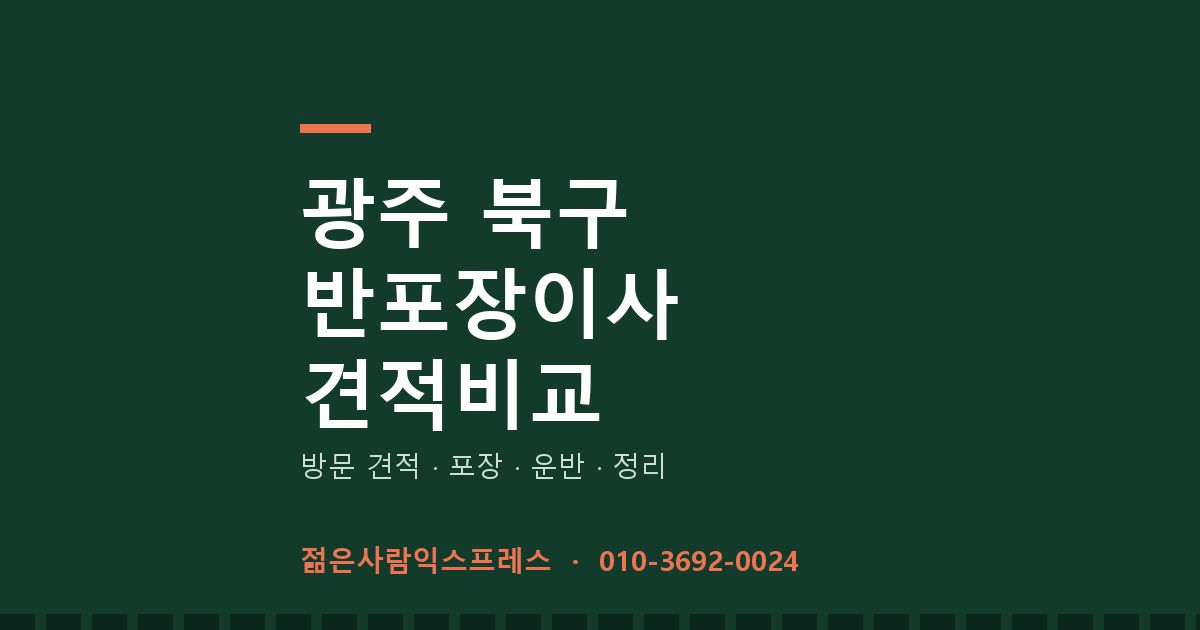 광주 북구
반포장이사
견적비교
방문 견적 · 포장 · 운반 · 정리
젊은사람익스프레스 · 010-3692-0024